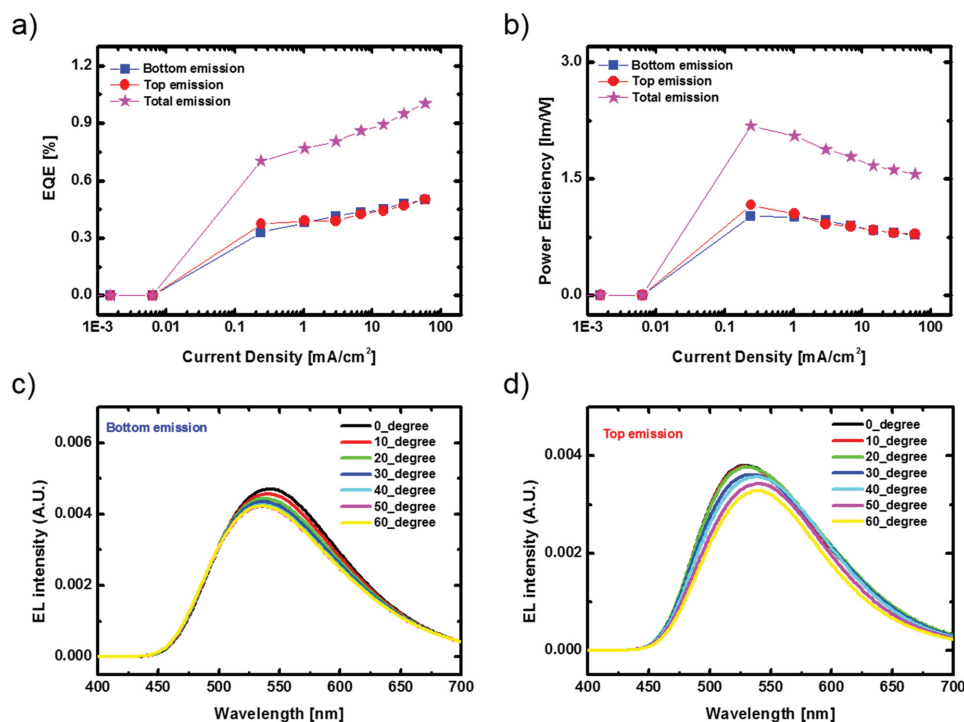 a)
1.2
0.9
0.6
0.3
0.0
EQE [%]
Bottom emission
Top emission
Total emission
1E-3 0.01 0.1 1 10 100
Current Density [mA/cm²]
b)
3.0
1.5
0.0
Power Efficiency [lm/W]
Bottom emission
Top emission
Total emission
1E-3 0.01 0.1 1 10 100
Current Density [mA/cm²]
c)
0.006
0.004
0.002
0.000
EL intensity (A.U.)
Bottom emission
0_degree
10_degree
20_degree
30_degree
40_degree
50_degree
60_degree
400 450 500 550 600 650 700
Wavelength [nm]
d)
0.004
0.002
0.000
EL intensity (A.U.)
Top emission
0_degree
10_degree
20_degree
30_degree
40_degree
50_degree
60_degree
400 450 500 550 600 650 700
Wavelength [nm]